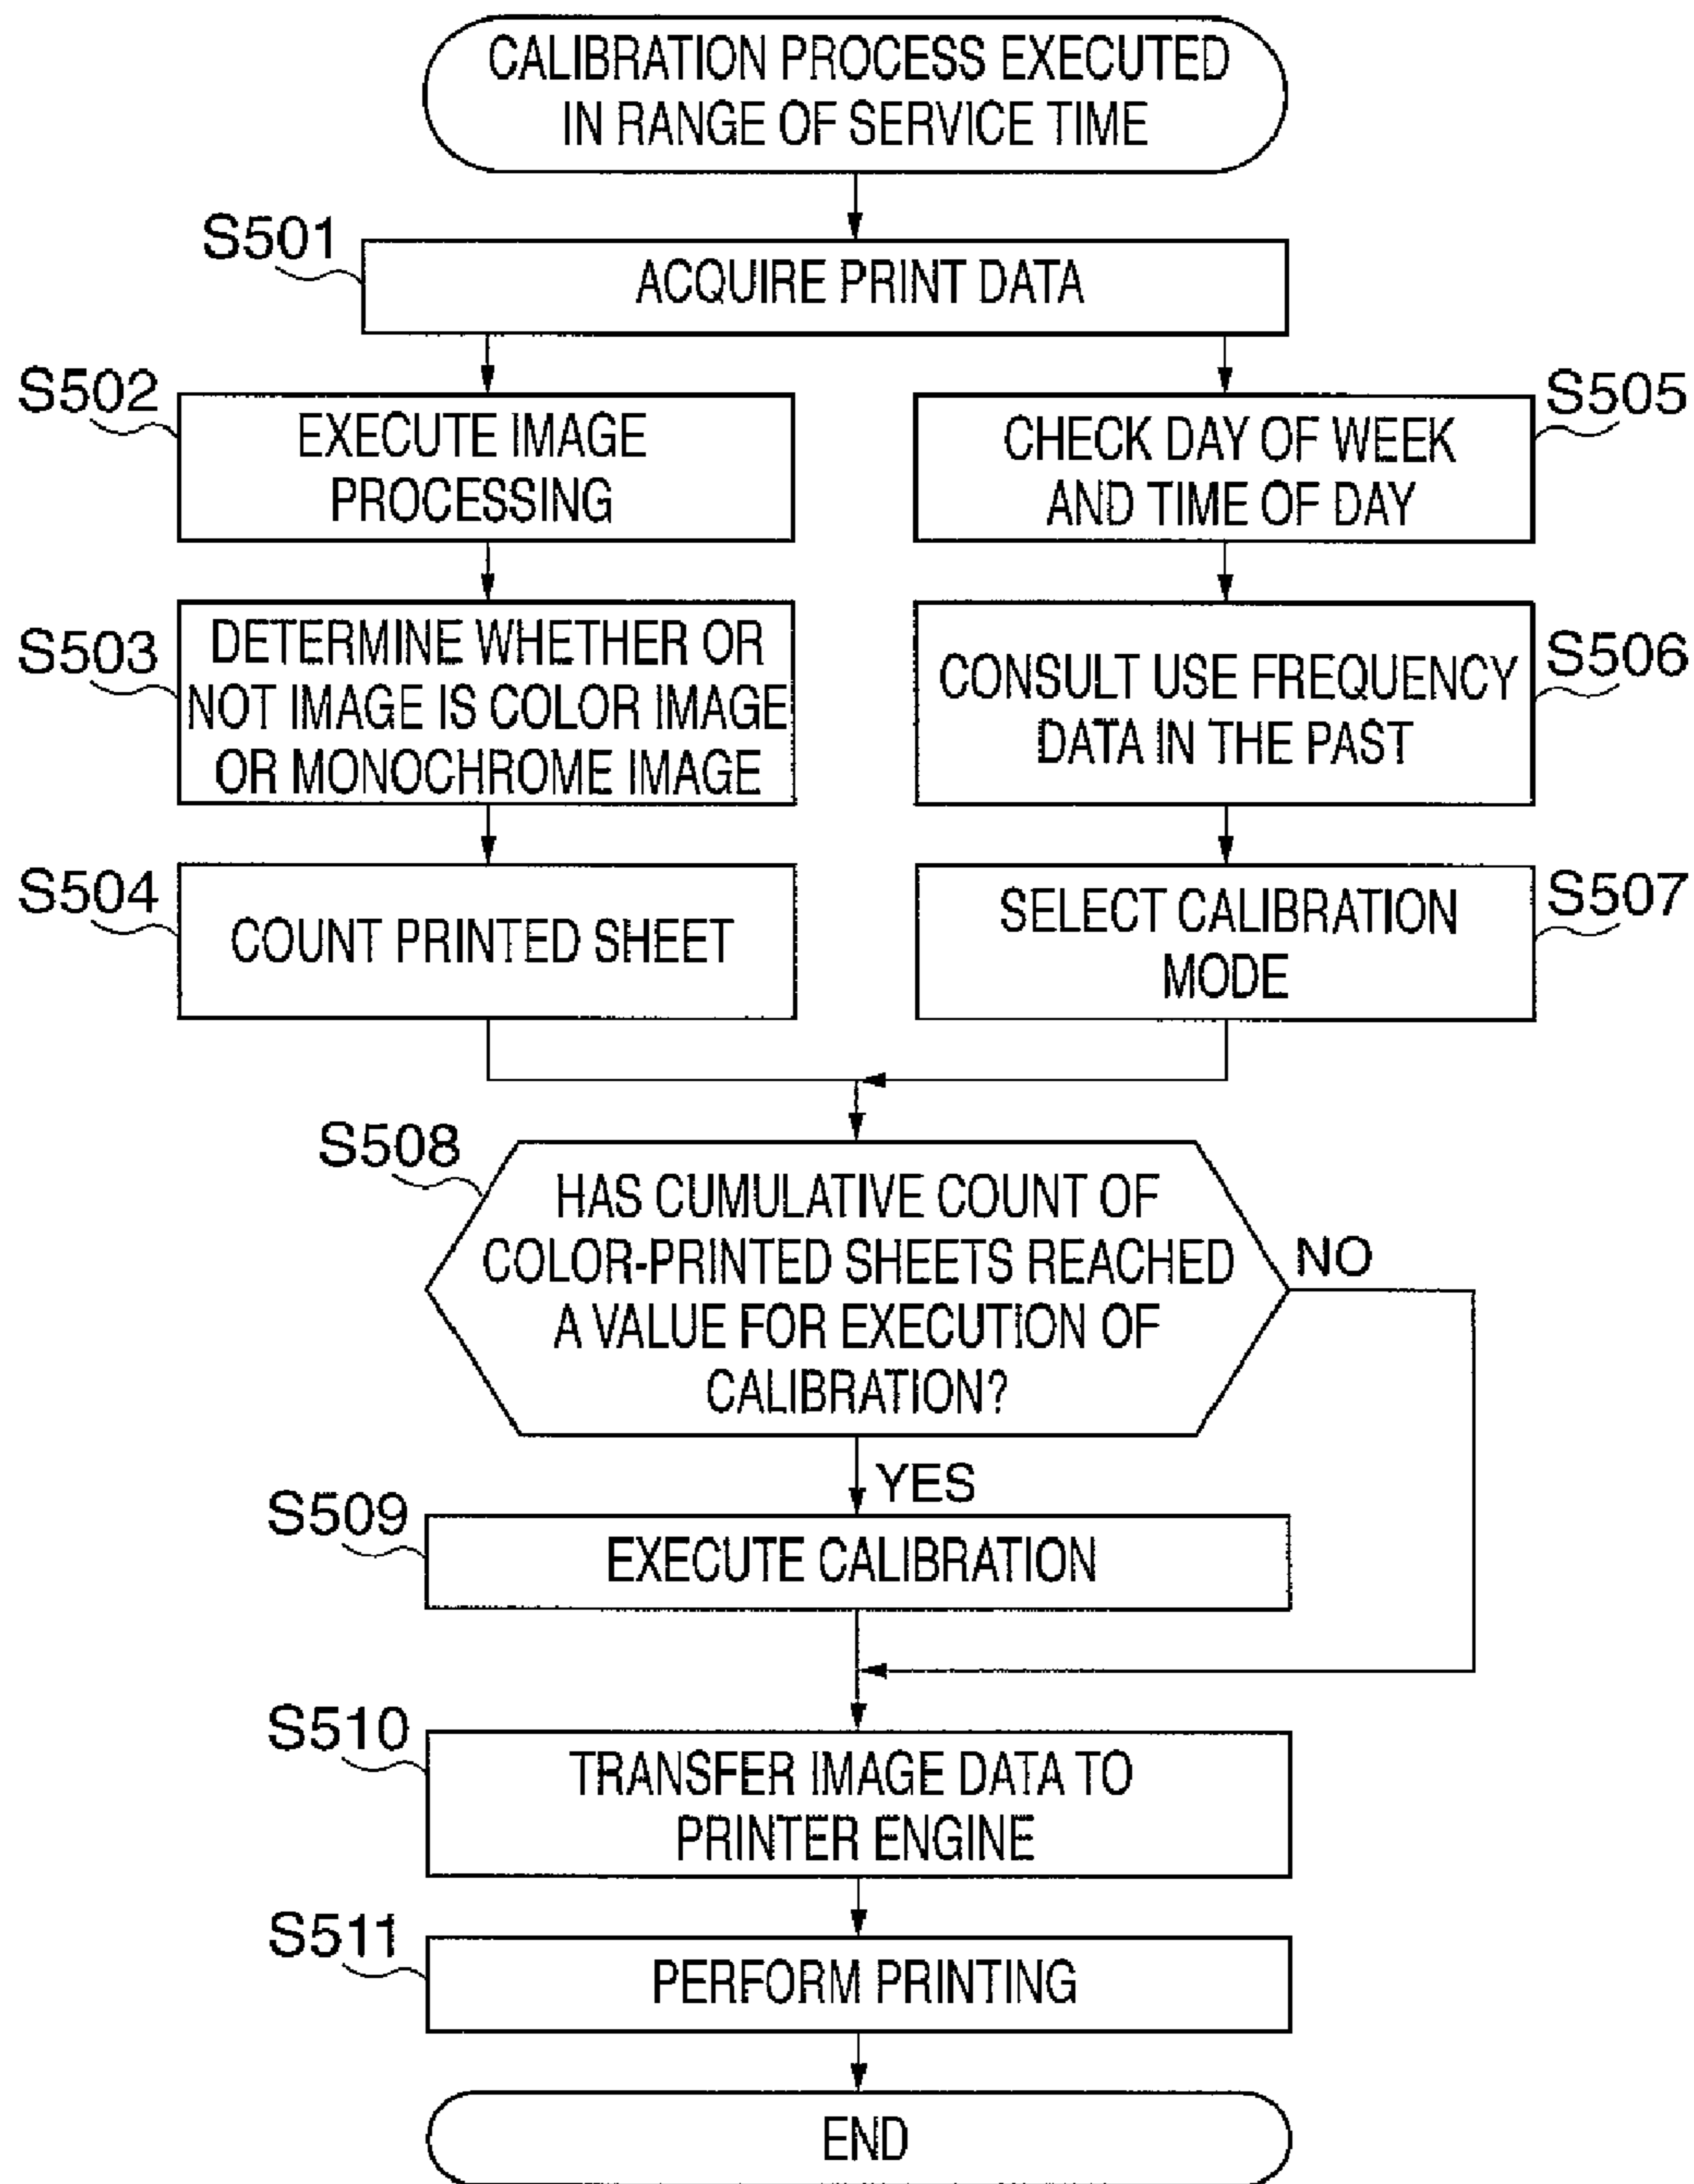 CALIBRATION PROCESS EXECUTED
IN RANGE OF SERVICE TIME
S501
ACQUIRE PRINT DATA
S502
EXECUTE IMAGE
PROCESSING
S503
DETERMINE WHETHER OR
NOT IMAGE IS COLOR IMAGE
OR MONOCHROME IMAGE
S504
COUNT PRINTED SHEET
S505
CHECK DAY OF WEEK
AND TIME OF DAY
S506
CONSULT USE FREQUENCY
DATA IN THE PAST
S507
SELECT CALIBRATION
MODE
S508
HAS CUMULATIVE COUNT OF
COLOR-PRINTED SHEETS REACHED
A VALUE FOR EXECUTION OF
CALIBRATION?
NO
YES
S509
EXECUTE CALIBRATION
S510
TRANSFER IMAGE DATA TO
PRINTER ENGINE
S511
PERFORM PRINTING
END